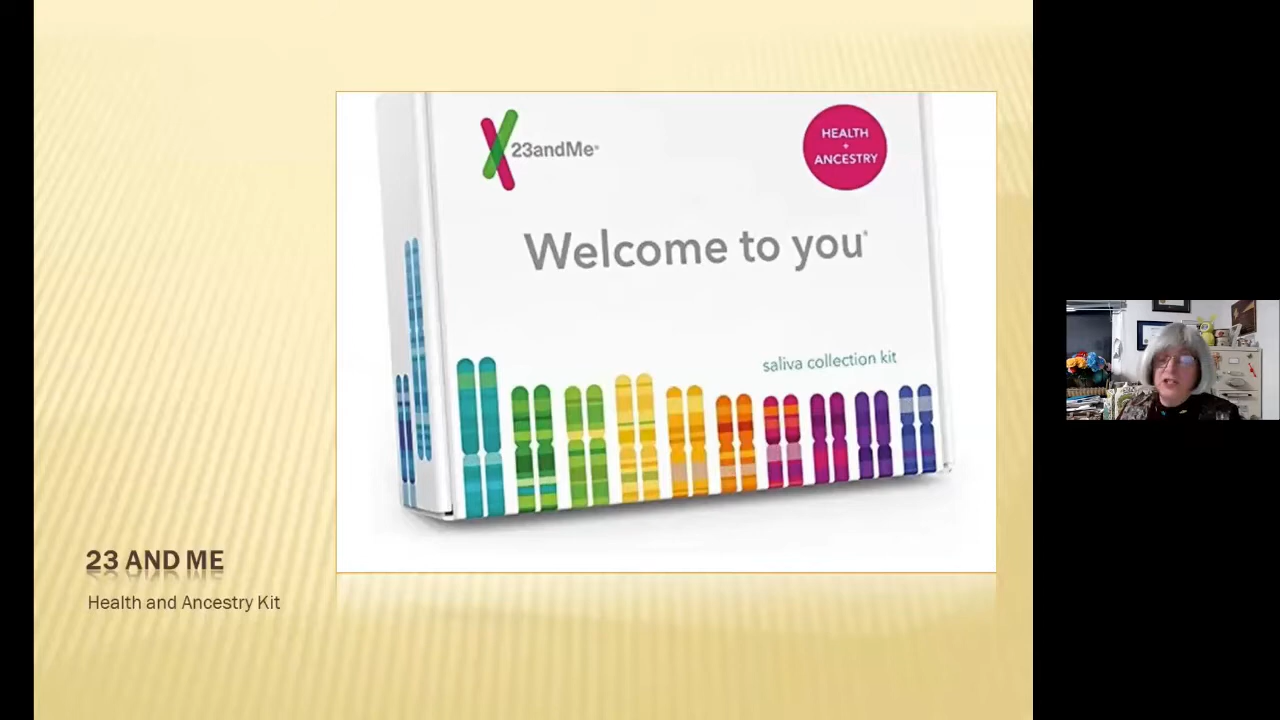 23andMe®
HEALTH
+
ANCESTRY
Welcome to you®
saliva collection kit
23 AND ME
Health and Ancestry Kit